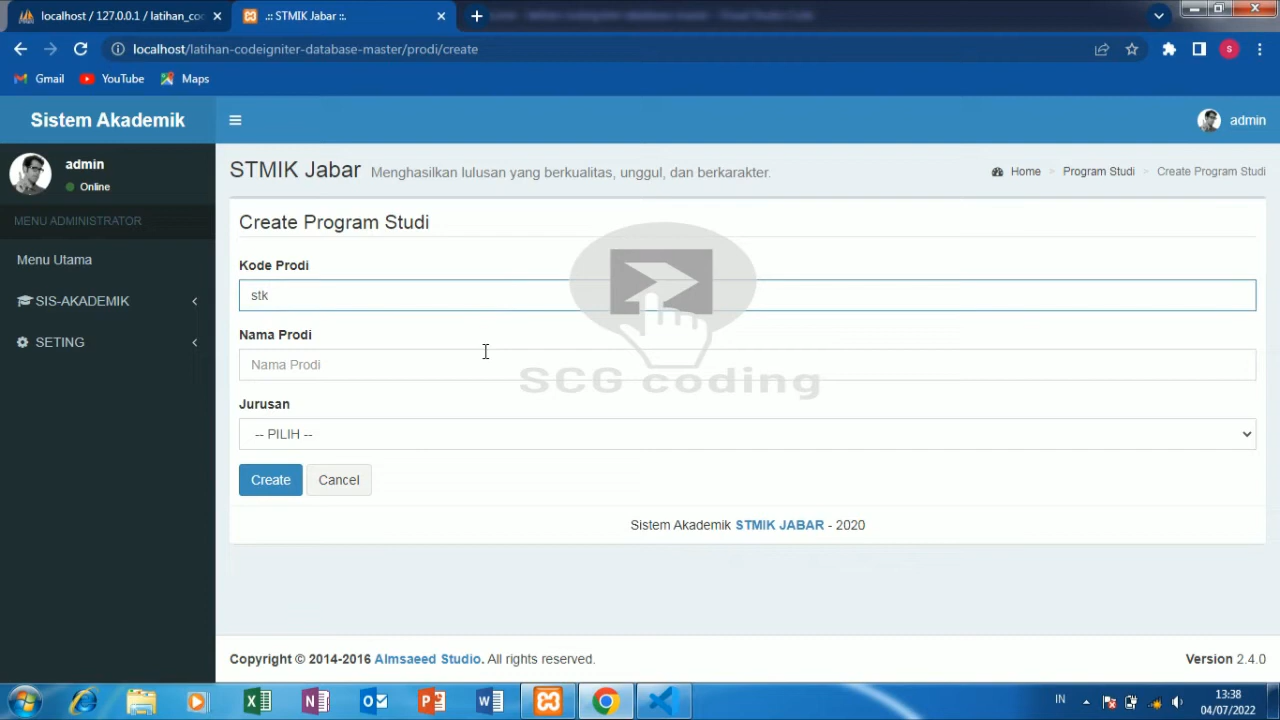 localhost / 127.0.0.1 / latihan_co
.:: STMIK Jabar ::.
localhost/latihan-codeigniter-database-master/prodi/create
S
Gmail
YouTube
Maps
Sistem Akademik
admin
admin
Online
STMIK Jabar Menghasilkan lulusan yang berkualitas, unggul, dan berkarakter.
Home > Program Studi > Create Program Studi
MENU ADMINISTRATOR
Menu Utama
SIS-AKADEMIK
SETING
Create Program Studi
Kode Prodi
stk
Nama Prodi
Nama Prodi
SCG coding
Jurusan
-- PILIH --
Create
Cancel
Sistem Akademik STMIK JABAR - 2020
Copyright © 2014-2016 Almsaeed Studio. All rights reserved.
Version 2.4.0
IN
13:38
04/07/2022